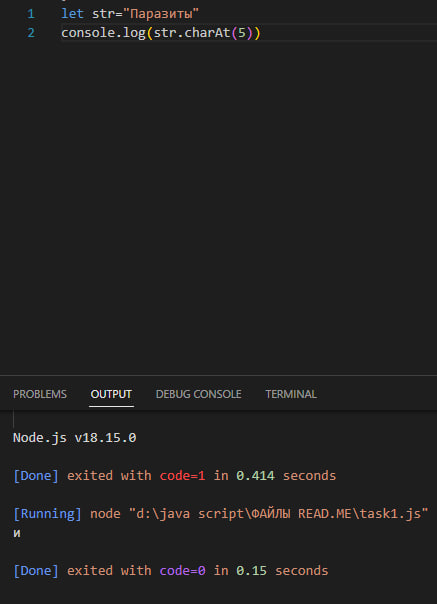 1 let str="Паразиты"
2 console.log(str.charAt(5))
PROBLEMS OUTPUT DEBUG CONSOLE TERMINAL
Node.js v18.15.0
[Done] exited with code=1 in 0.414 seconds
[Running] node "d:\java script\ФАЙЛЫ READ.ME\task1.js"
и
[Done] exited with code=0 in 0.15 seconds